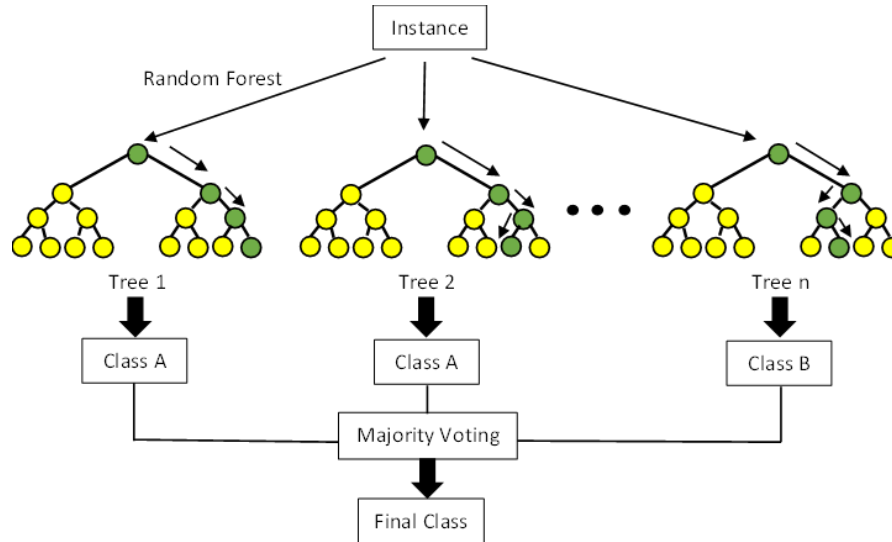 Instance
Random Forest
Tree 1
Tree 2
Tree n
Class A
Class A
Class B
Majority Voting
Final Class